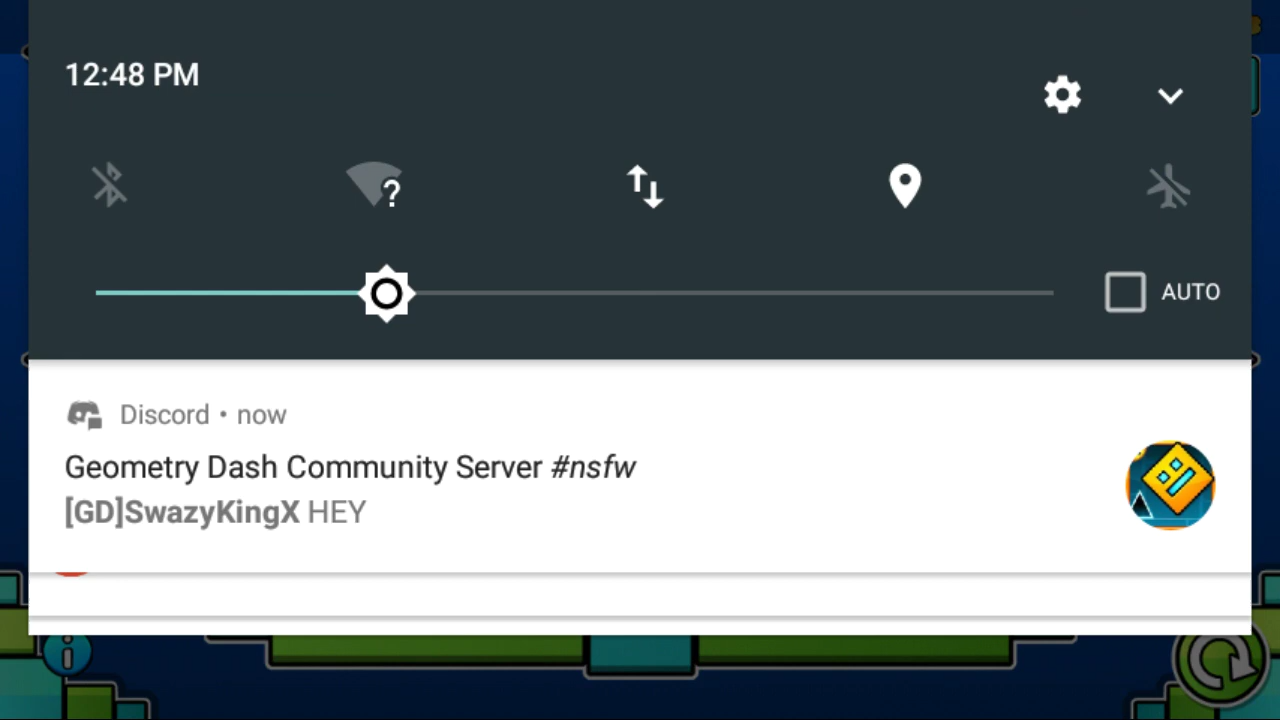 12:48 PM
?
AUTO
Discord • now
Geometry Dash Community Server #nsfw
[GD]SwazyKingX HEY